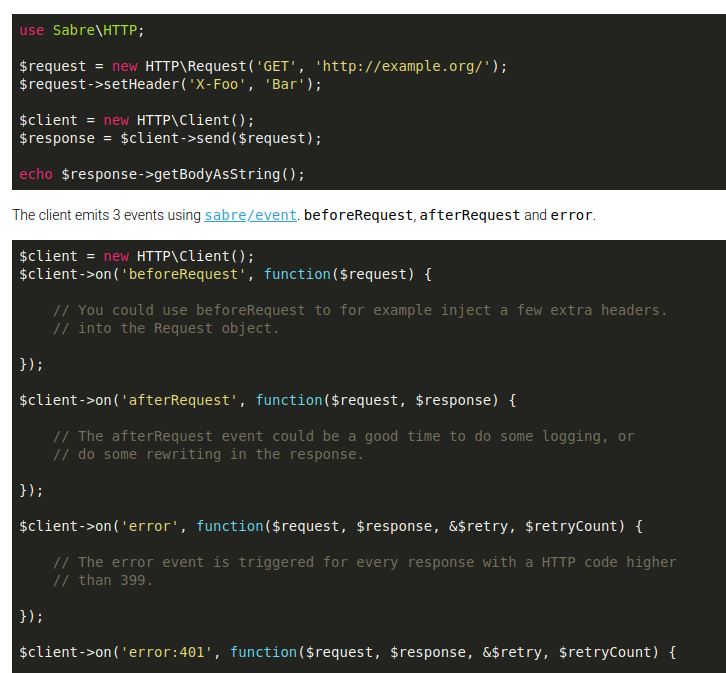 use Sabre\HTTP;
$request = new HTTP\Request('GET', 'http://example.org/');
$request->setHeader('X-Foo', 'Bar');
$client = new HTTP\Client();
$response = $client->send($request);
echo $response->getBodyAsString();
The client emits 3 events using sabre/event. beforeRequest, afterRequest and error.
$client = new HTTP\Client();
$client->on('beforeRequest', function($request) {
// You could use beforeRequest to for example inject a few extra headers.
// into the Request object.
});
$client->on('afterRequest', function($request, $response) {
// The afterRequest event could be a good time to do some logging, or
// do some rewriting in the response.
});
$client->on('error', function($request, $response, &$retry, $retryCount) {
// The error event is triggered for every response with a HTTP code higher
// than 399.
});
$client->on('error:401', function($request, $response, &$retry, $retryCount) {